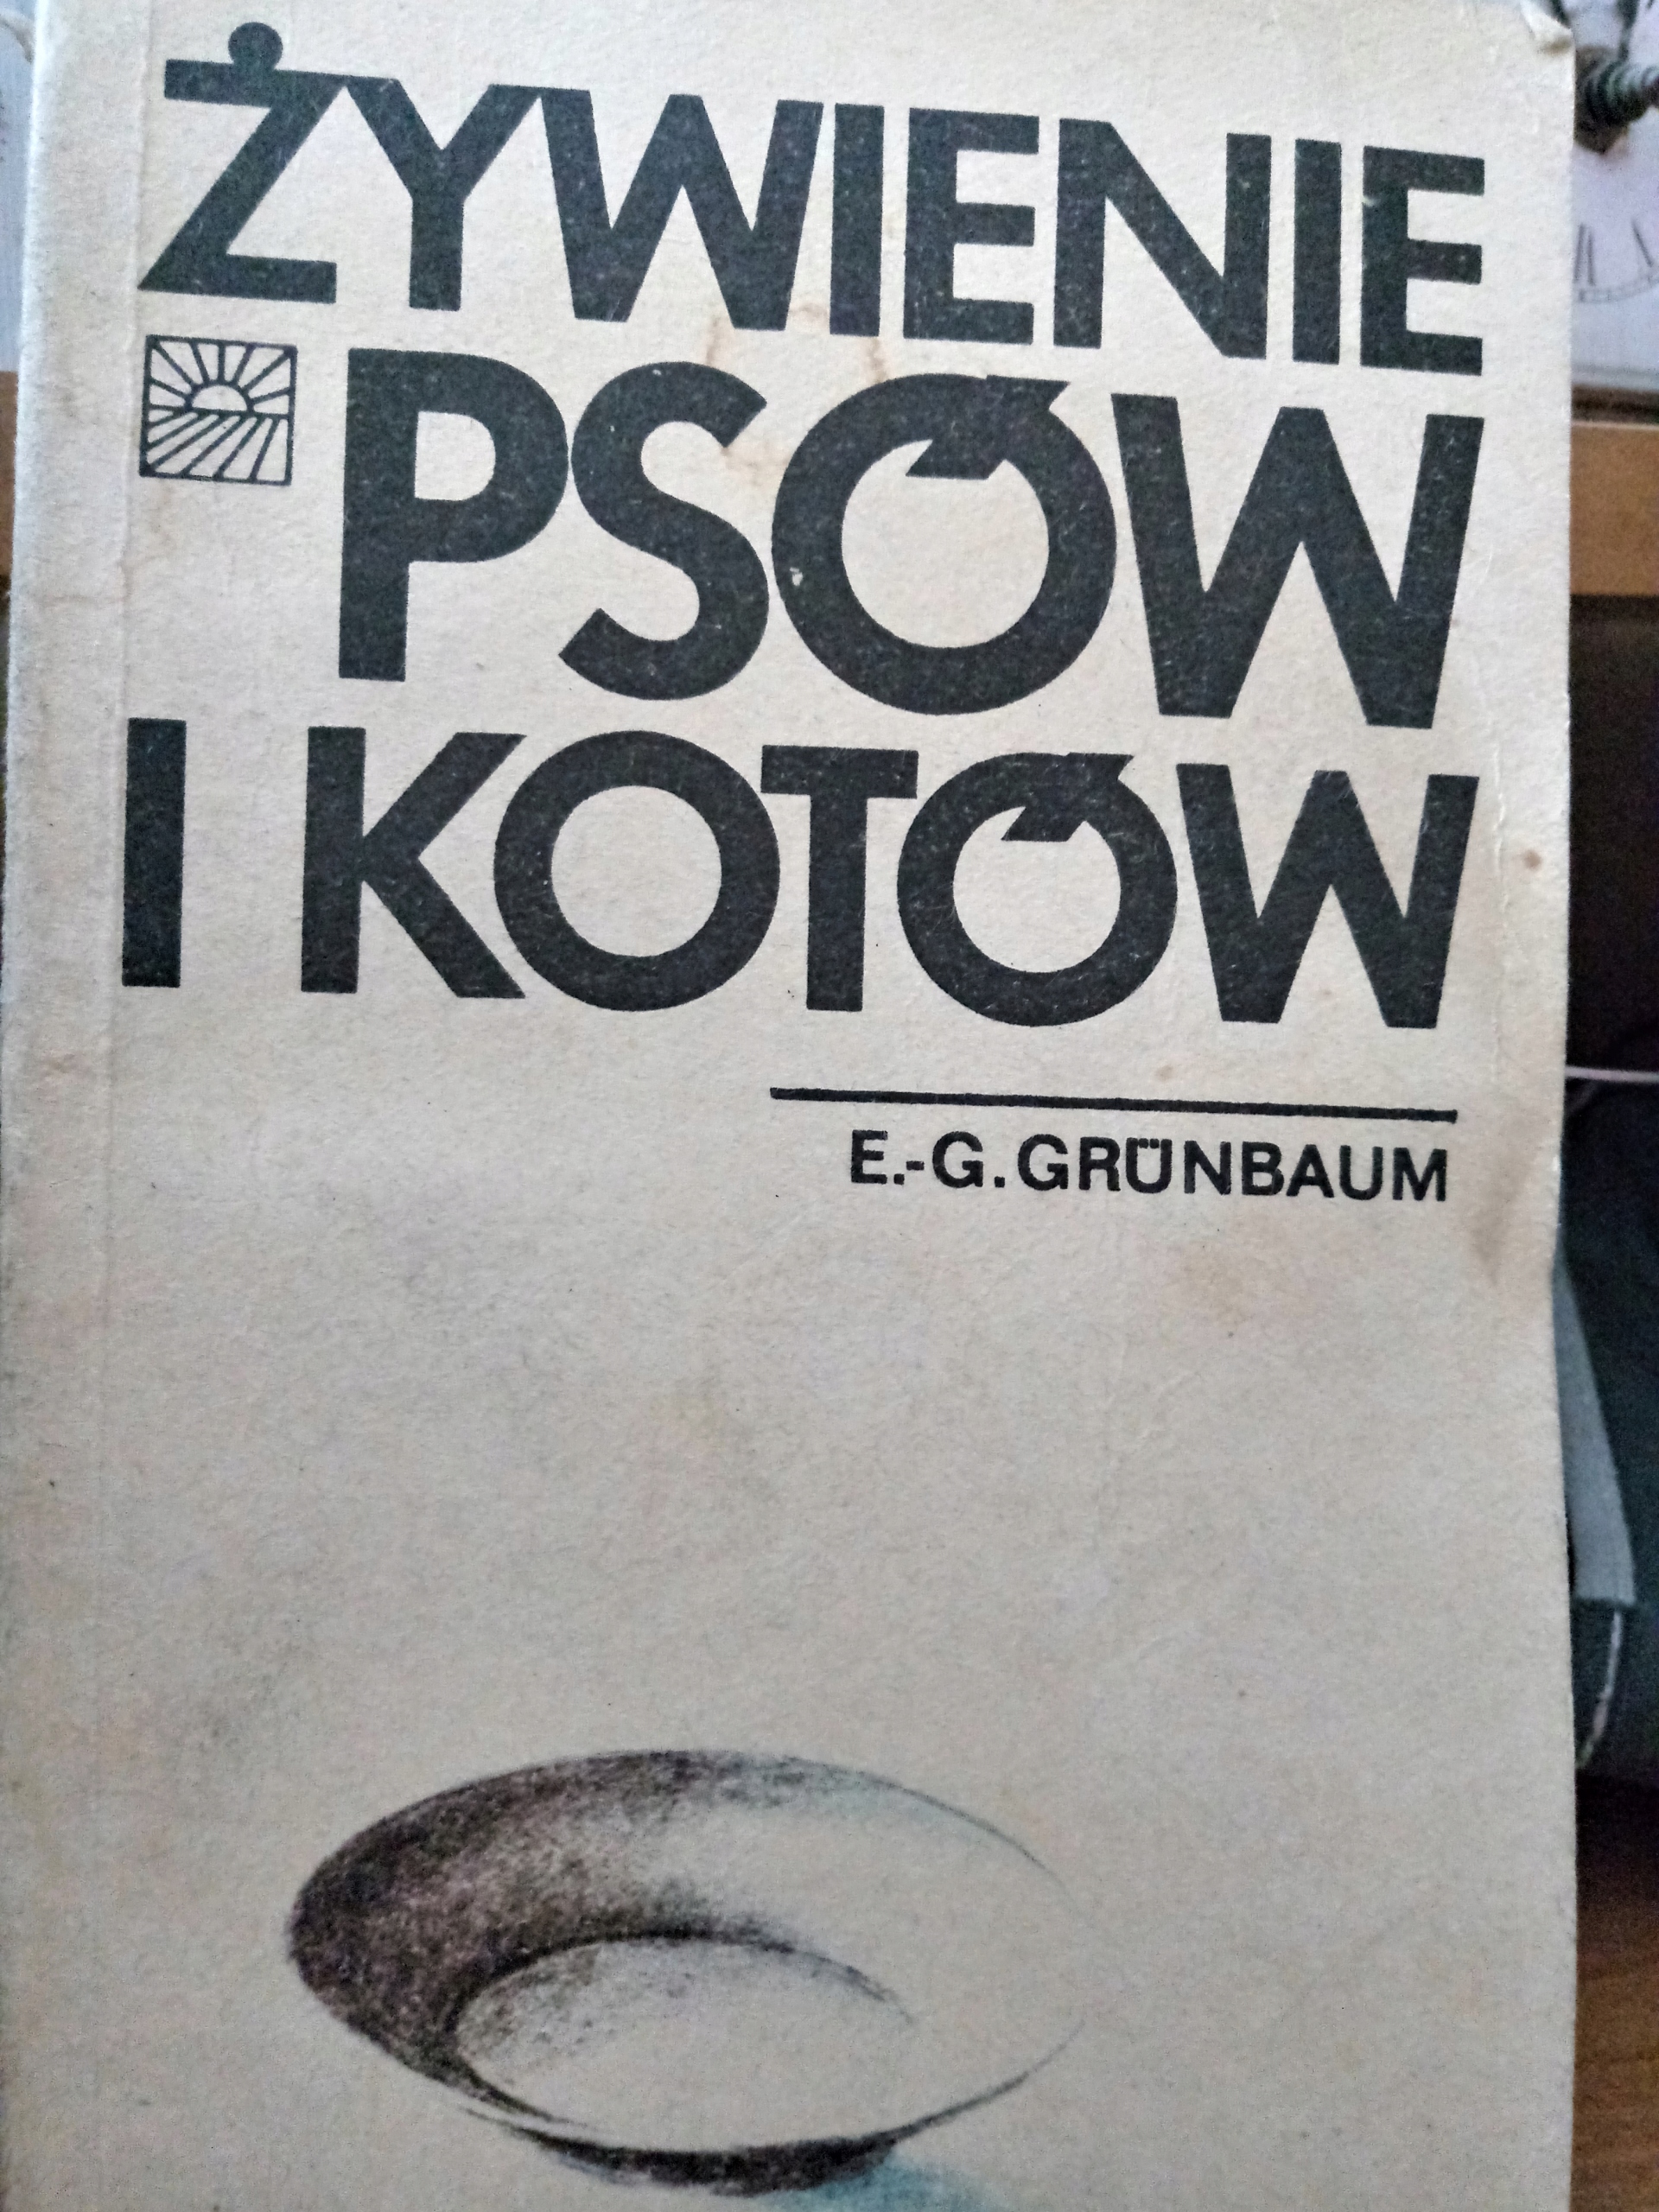 ŻYWIENIE
PSÓW
I KOTÓW
E.-G. GRÜNBAUM